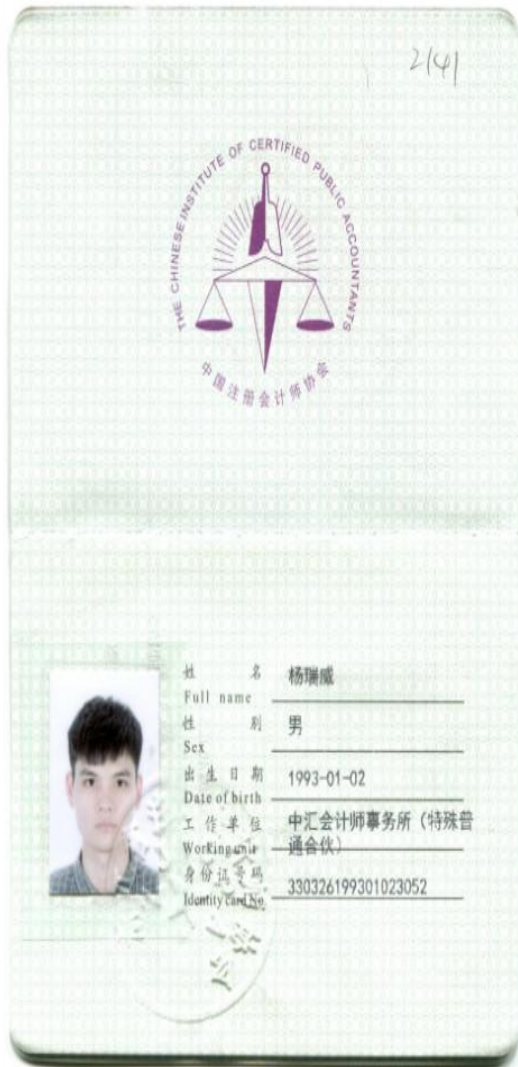 2141
THE CHINESE INSTITUTE OF CERTIFIED PUBLIC ACCOUNTANTS
中国注册会计师协会
姓 名 杨瑞威
Full name
性 别 男
Sex
出 生 日 期 1993-01-02
Date of birth
工 作 单 位 中汇会计师事务所（特殊普
Working unit 通合伙）
身份证号码 330326199301023052
Identity card No.